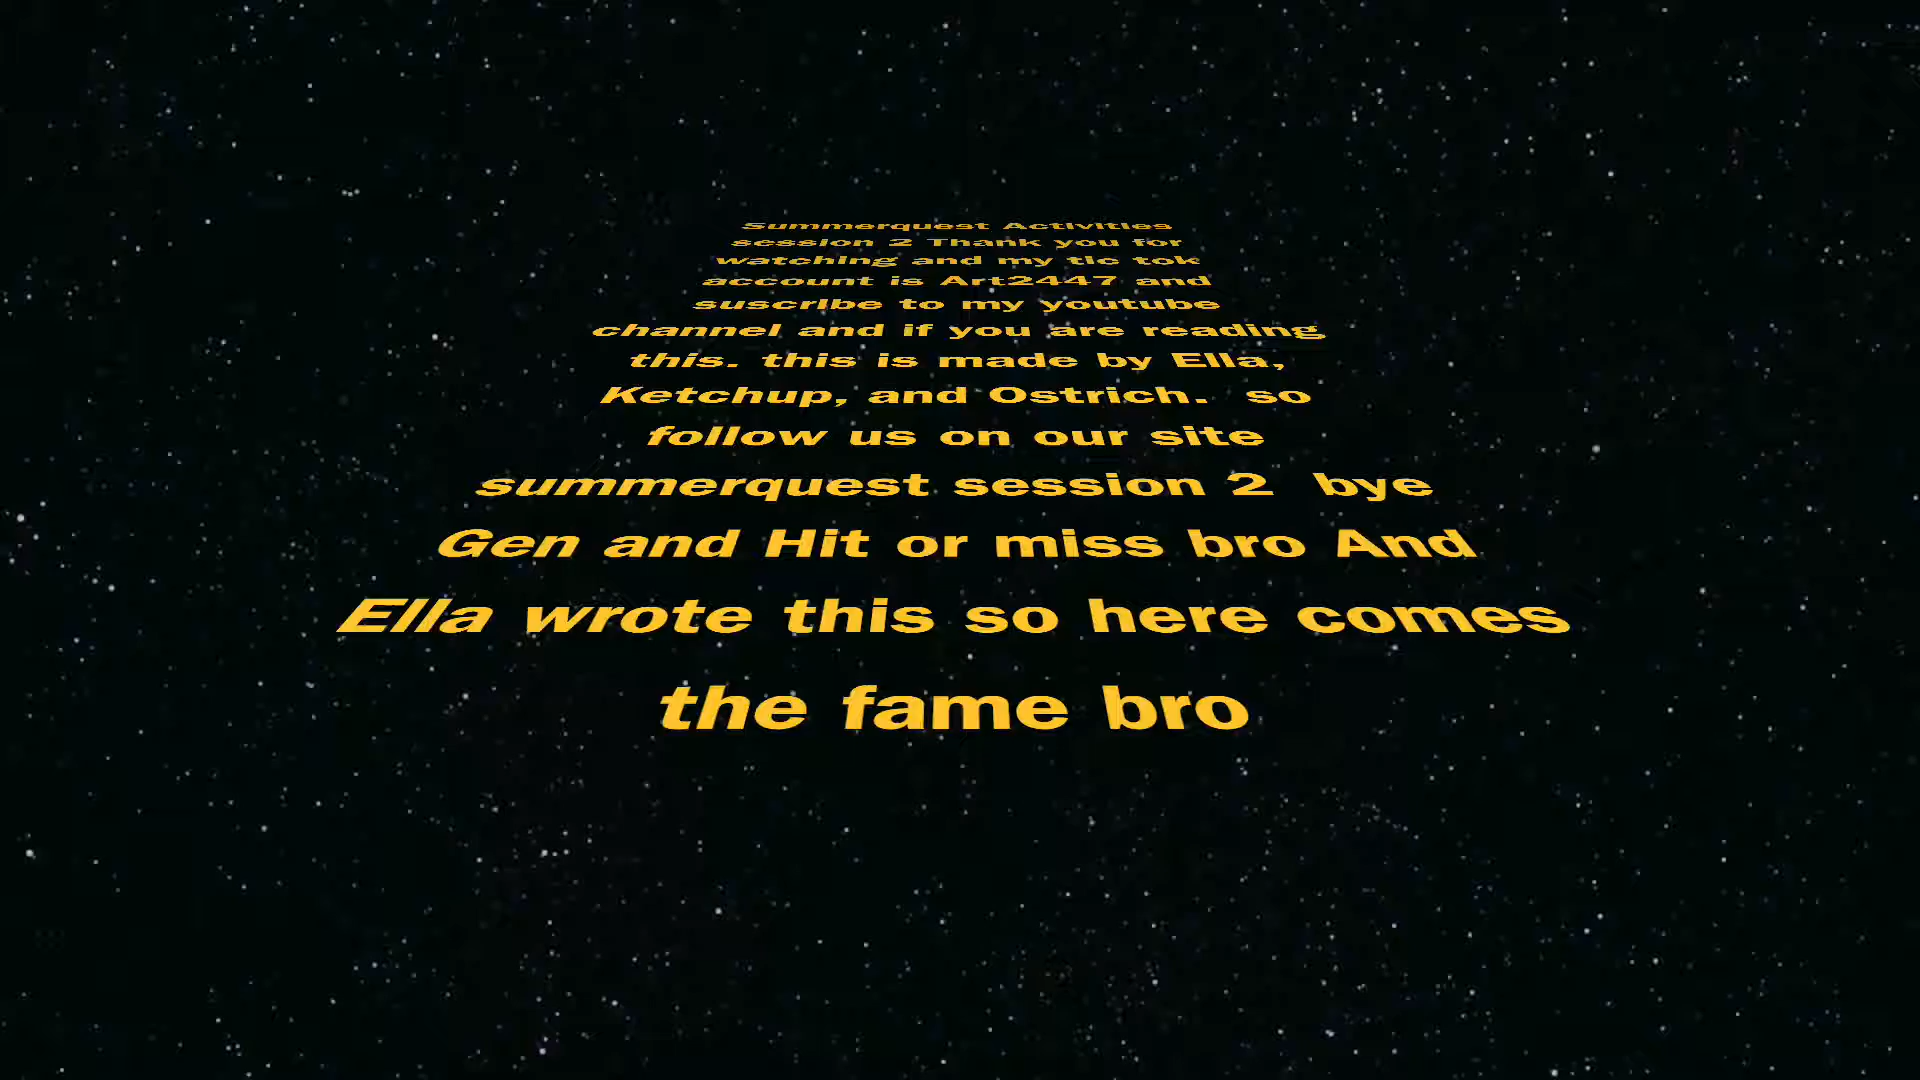 Summerquest Activities
session 2 Thank you for
watching and my tic tok
account is Art2447 and
suscribe to my youtube
channel and if you are reading
this. this is made by Ella,
Ketchup, and Ostrich.  so
follow us on our site
summerquest session 2  bye
Gen and Hit or miss bro And
Ella wrote this so here comes
the fame bro